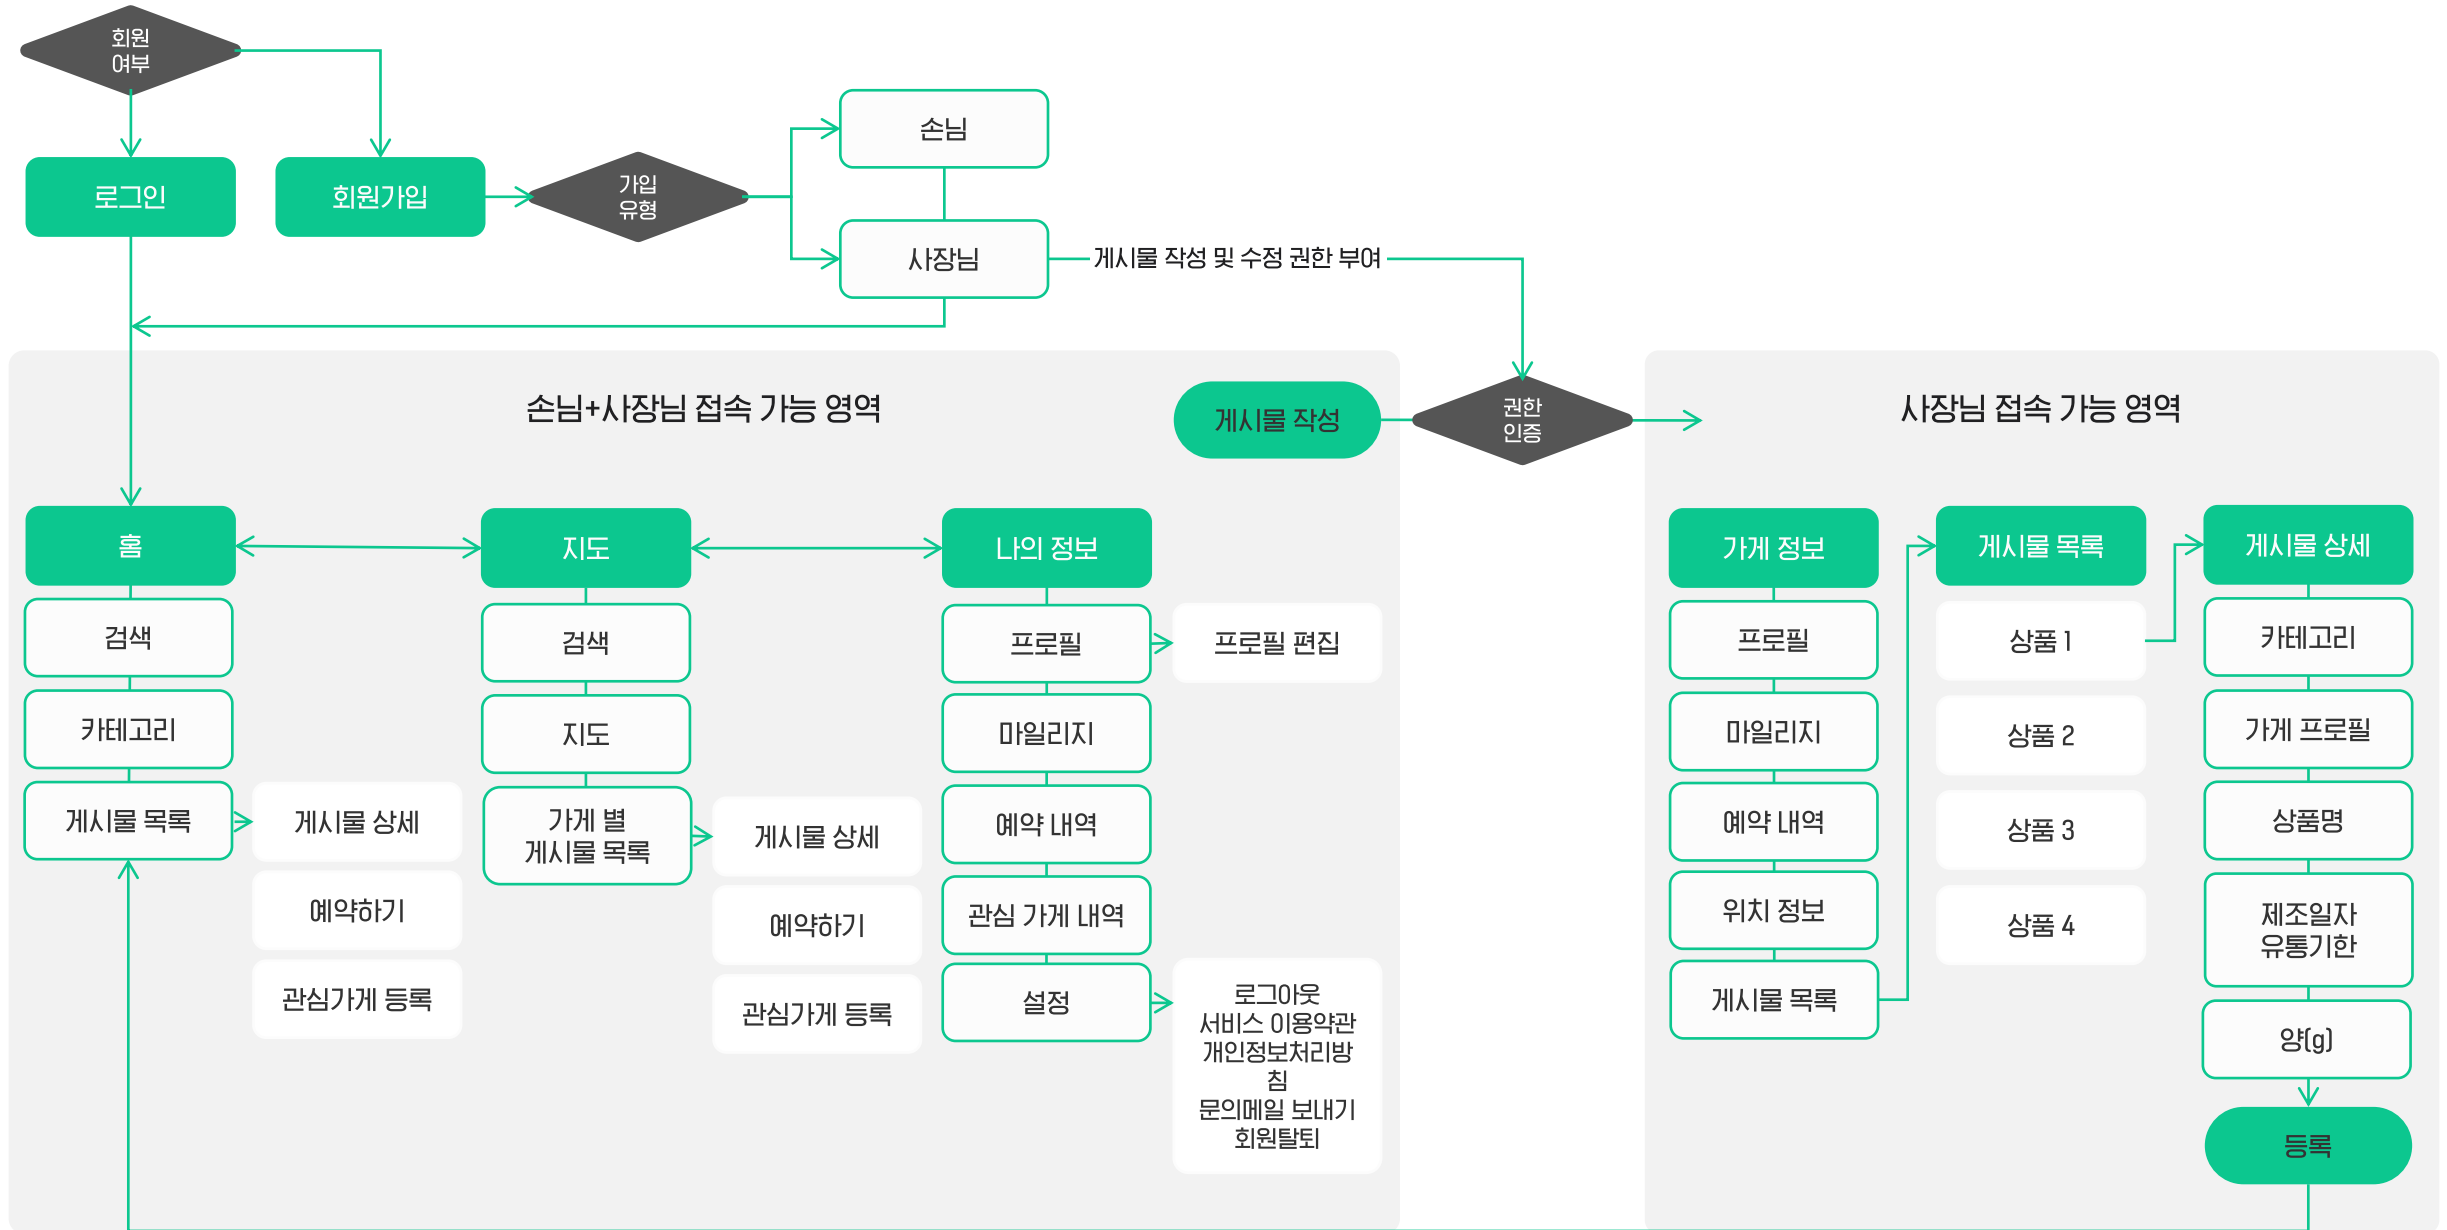 회원
여부
로그인
회원가입
가입
유형
손님
사장님
게시물 작성 및 수정 권한 부여
손님+사장님 접속 가능 영역
게시물 작성
권한
인증
사장님 접속 가능 영역
홈
검색
카테고리
게시물 목록
게시물 상세
예약하기
관심가게 등록
지도
검색
지도
가게 별
게시물 목록
게시물 상세
예약하기
관심가게 등록
나의 정보
프로필
프로필 편집
마일리지
예약 내역
관심 가게 내역
설정
로그아웃
서비스 이용약관
개인정보처리방
침
문의메일 보내기
회원탈퇴
가게 정보
프로필
마일리지
예약 내역
위치 정보
게시물 목록
게시물 목록
상품 1
상품 2
상품 3
상품 4
게시물 상세
카테고리
가게 프로필
상품명
제조일자
유통기한
양(g)
등록